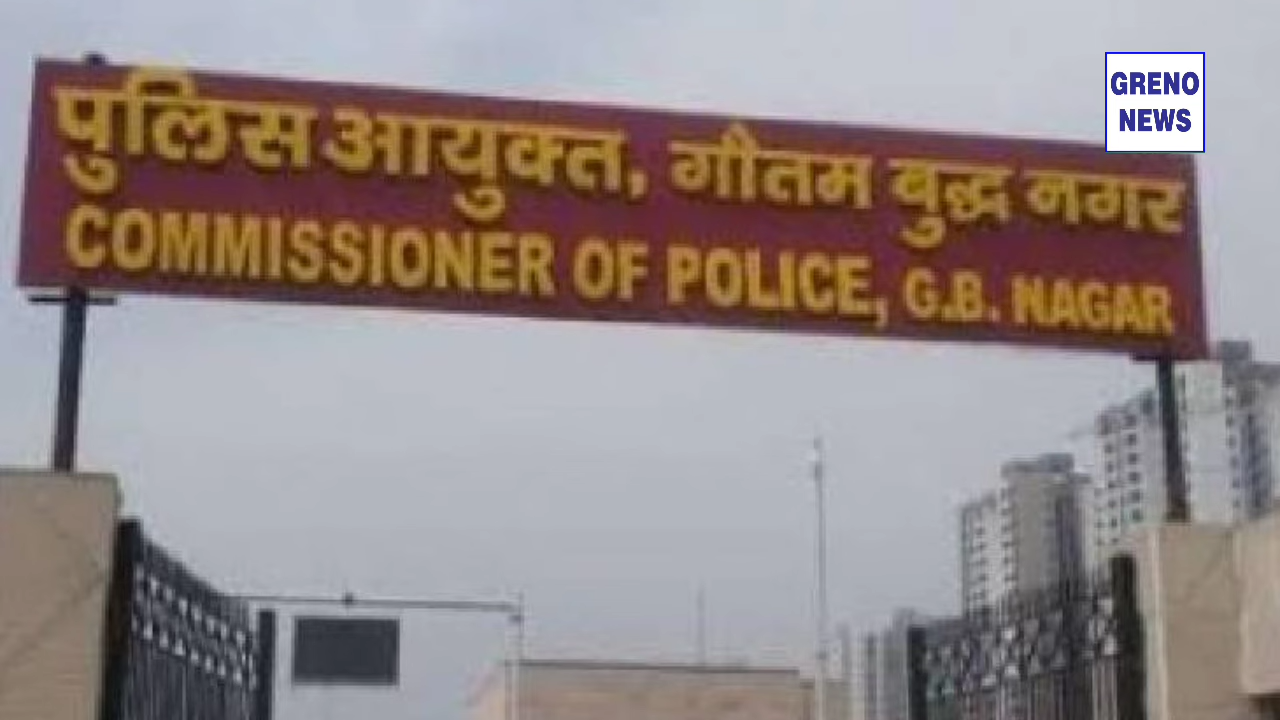 पुलिस आयुक्त, गौतम बुद्ध नगर
COMMISSIONER OF POLICE, G.B. NAGAR
GRENO
NEWS